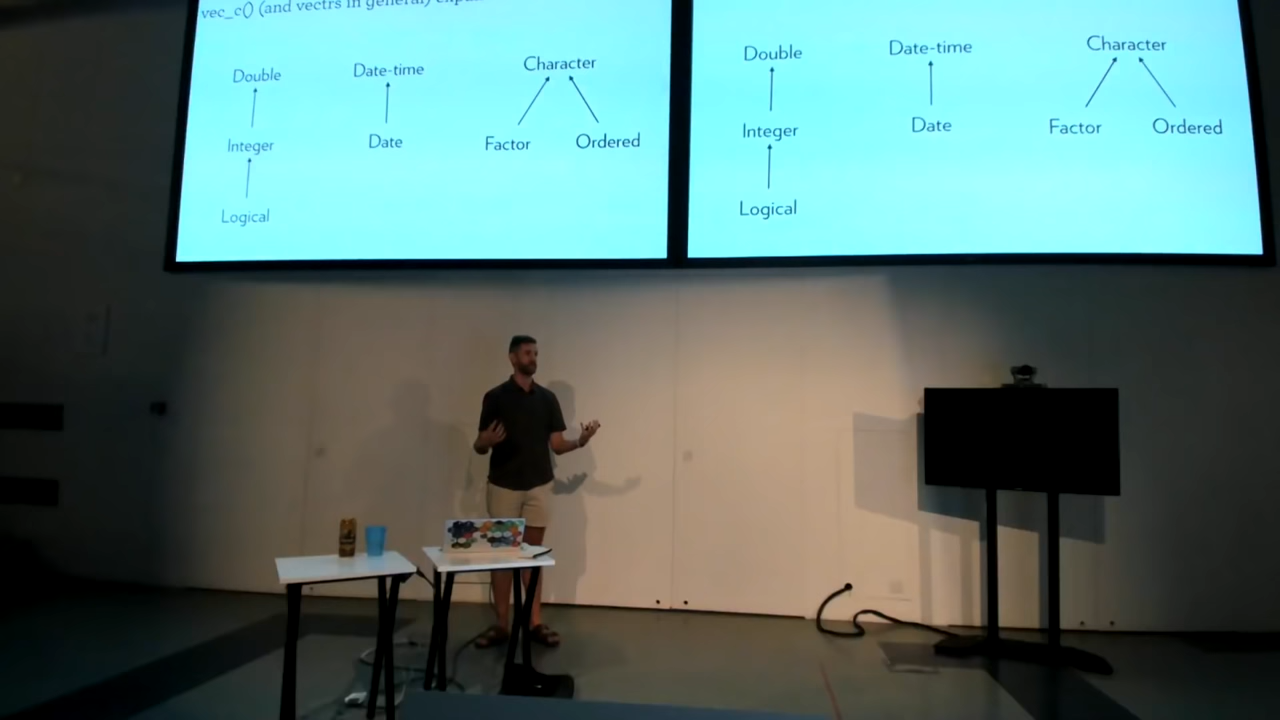 vec_c() (and vectrs in general)
Double
Date-time
Character
Integer
Date
Factor
Ordered
Logical
Double
Date-time
Character
Integer
Date
Factor
Ordered
Logical